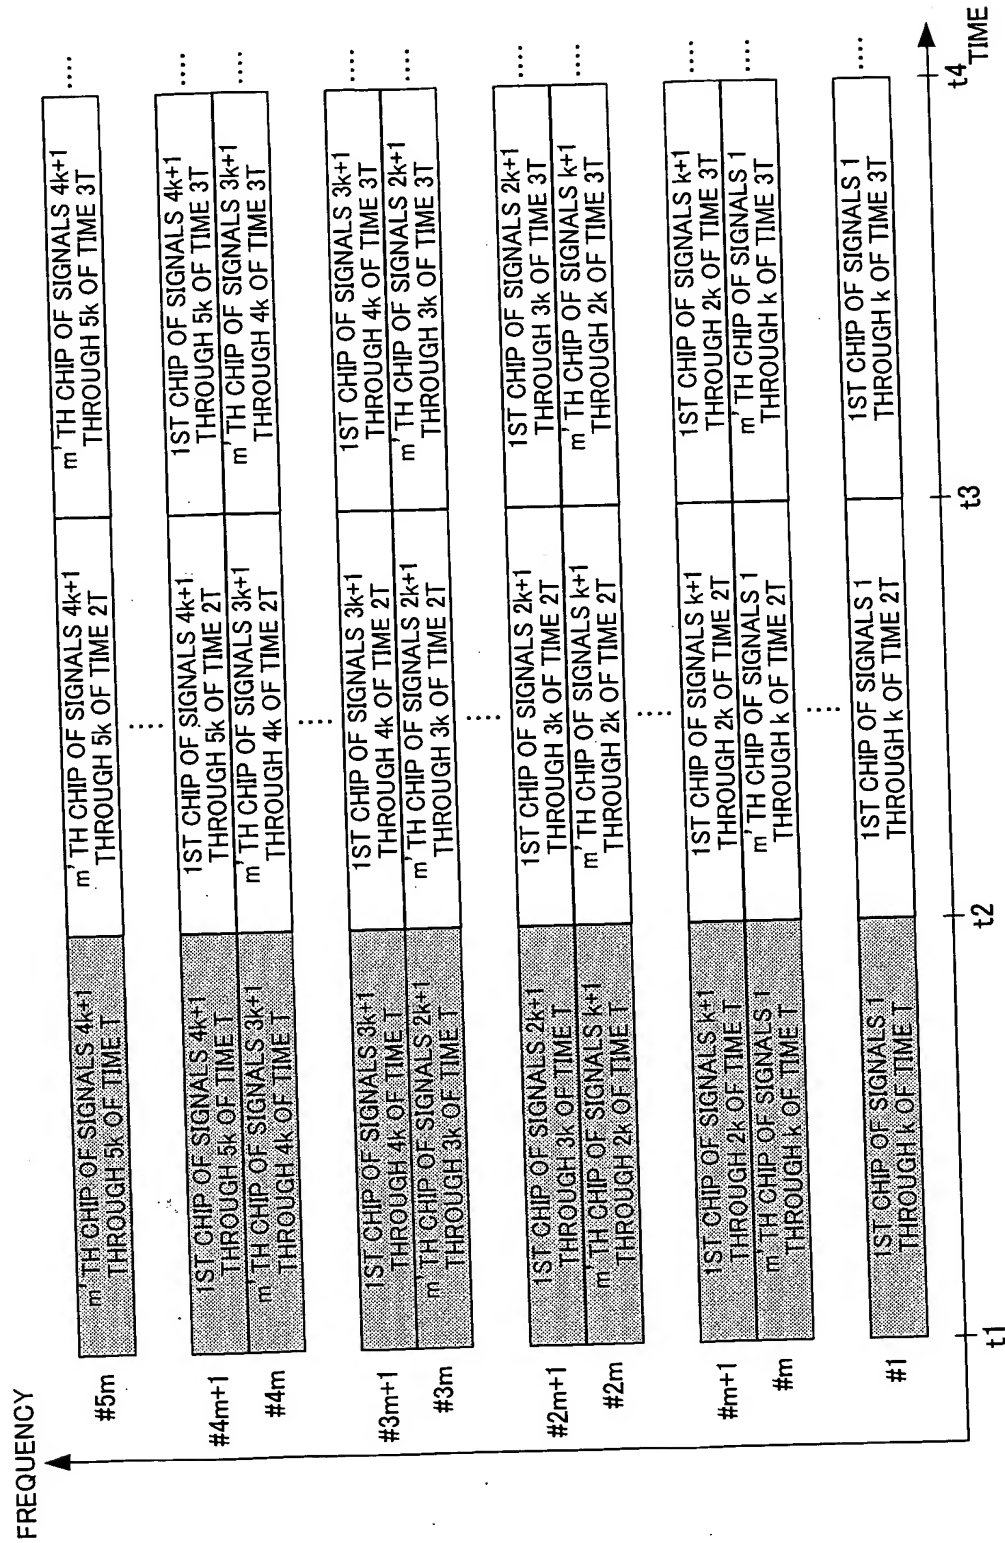 FREQUENCY
#5m
m'TH CHIP OF SIGNALS 4k+1
THROUGH 5k OF TIME T
m'TH CHIP OF SIGNALS 4k+1
THROUGH 5k OF TIME 2T
m'TH CHIP OF SIGNALS 4k+1
THROUGH 5k OF TIME 3T
#4m+1
1ST CHIP OF SIGNALS 4k+1
THROUGH 5k OF TIME T
1ST CHIP OF SIGNALS 4k+1
THROUGH 5k OF TIME 2T
1ST CHIP OF SIGNALS 4k+1
THROUGH 5k OF TIME 3T
#4m
m'TH CHIP OF SIGNALS 3k+1
THROUGH 4k OF TIME T
m'TH CHIP OF SIGNALS 3k+1
THROUGH 4k OF TIME 2T
m'TH CHIP OF SIGNALS 3k+1
THROUGH 4k OF TIME 3T
#3m+1
1ST CHIP OF SIGNALS 3k+1
THROUGH 4k OF TIME T
1ST CHIP OF SIGNALS 3k+1
THROUGH 4k OF TIME 2T
1ST CHIP OF SIGNALS 3k+1
THROUGH 4k OF TIME 3T
#3m
m'TH CHIP OF SIGNALS 2k+1
THROUGH 3k OF TIME T
m'TH CHIP OF SIGNALS 2k+1
THROUGH 3k OF TIME 2T
m'TH CHIP OF SIGNALS 2k+1
THROUGH 3k OF TIME 3T
#2m+1
1ST CHIP OF SIGNALS 2k+1
THROUGH 3k OF TIME T
1ST CHIP OF SIGNALS 2k+1
THROUGH 3k OF TIME 2T
1ST CHIP OF SIGNALS 2k+1
THROUGH 3k OF TIME 3T
#2m
m'TH CHIP OF SIGNALS k+1
THROUGH 2k OF TIME T
m'TH CHIP OF SIGNALS k+1
THROUGH 2k OF TIME 2T
m'TH CHIP OF SIGNALS k+1
THROUGH 2k OF TIME 3T
#m+1
1ST CHIP OF SIGNALS k+1
THROUGH 2k OF TIME T
1ST CHIP OF SIGNALS k+1
THROUGH 2k OF TIME 2T
1ST CHIP OF SIGNALS k+1
THROUGH 2k OF TIME 3T
#m
m'TH CHIP OF SIGNALS 1
THROUGH k OF TIME T
m'TH CHIP OF SIGNALS 1
THROUGH k OF TIME 2T
m'TH CHIP OF SIGNALS 1
THROUGH k OF TIME 3T
#1
1ST CHIP OF SIGNALS 1
THROUGH k OF TIME T
1ST CHIP OF SIGNALS 1
THROUGH k OF TIME 2T
1ST CHIP OF SIGNALS 1
THROUGH k OF TIME 3T
t1
t2
t3
t4
TIME